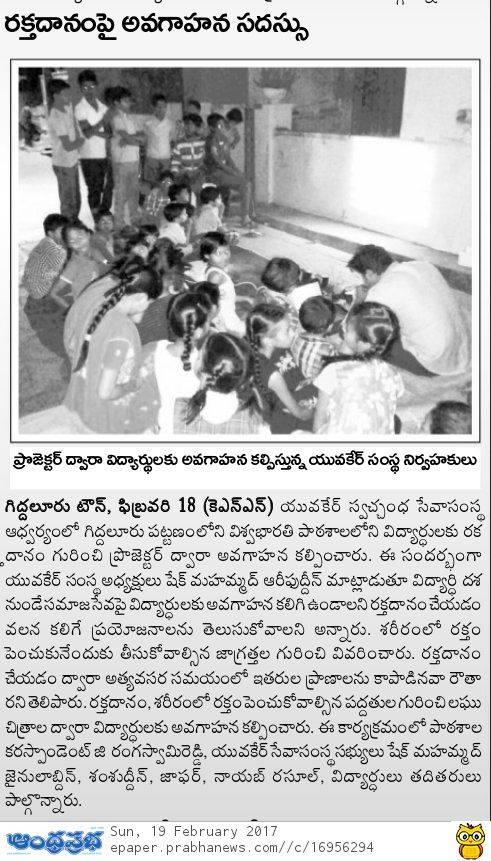 రక్తదానంపై అవగాహన సదస్సు
ప్రొజెక్టర్ ద్వారా విద్యార్థులకు అవగాహన కల్పిస్తున్న యువకేర్ సంస్థ నిర్వహకులు
గిద్దలూరు టౌన్, ఫిబ్రవరి 18 (కెఎన్ఎన్) యువకేర్ స్వచ్ఛంధ సేవాసంస్థ
ఆధ్వర్యంలో గిద్దలూరు పట్టణంలోని విశ్వభారతి పాఠశాలలోని విద్యార్ధులకు రక
్తదానం గురించి ప్రొజెక్టర్ ద్వారా అవగాహన కల్పించారు. ఈ సందర్భంగా
యువకేర్ సంస్థ అధ్యక్షులు షేక్ మహమ్మద్ ఆరీఫుద్దీన్ మాట్లాడుతూ విద్యార్ధి దశ
నుండే సమాజసేవపై విద్యార్ధులకు అవగాహన కలిగి ఉండాలని రక్తదానం చేయడం
వలన కలిగే ప్రయోజనాలను తెలుసుకోవాలని అన్నారు. శరీరంలో రక్తం
పెంచుకునేందుకు తీసుకోవాల్సిన జాగ్రత్తల గురించి వివరించారు. రక్తదానం
చేయడం ద్వారా అత్యవసర సమయంలో ఇతరుల ప్రాణాలను కాపాడినవా రౌతా
రని తెలిపారు. రక్తదానం, శరీరంలో రక్తం పెంచుకోవాల్సిన పద్దతుల గురించి లఘు
చిత్రాల ద్వారా విద్యార్ధులకు అవగాహన కల్పించారు. ఈ కార్యక్రమంలో పాఠశాల
కరస్పాండెంట్ జి రంగస్వామిరెడ్డి, యువకేర్ సేవాసంస్థ సభ్యులు షేక్ మహమ్మద్
జైనులాబ్దిన్, శంశుద్దీన్, జాఫర్, నాయబ్ రసూల్, విద్యార్ధులు తదితరులు
పాల్గొన్నారు.
ఆంధ్రప్రభ Sun, 19 February 2017
epaper.prabhanews.com//c/16956294